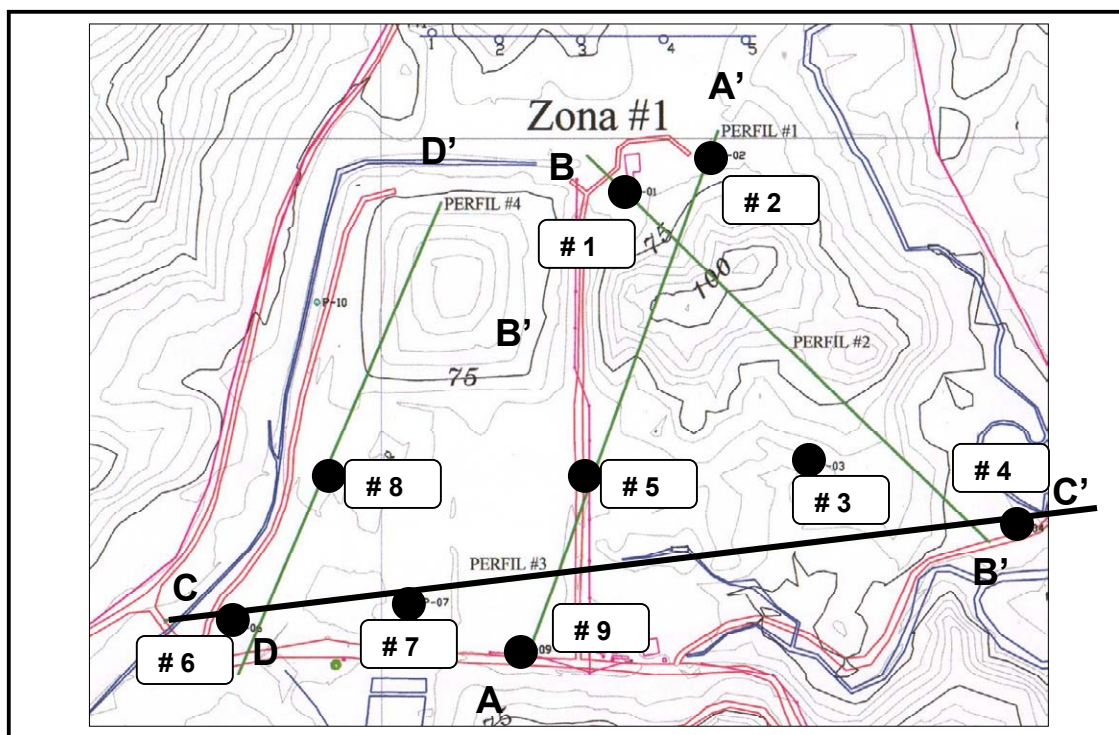 1 2 3 4 5
A'
Zona #1
PERFIL #1
D'
B
-02
-01
# 2
PERFIL #4
# 1
75
100
P-10
B'
PERFIL #2
75
# 4
-03
# 8
# 5
# 3
C'
PERFIL #3
B'
C
P-07
# 9
# 7
09
# 6
D
A
75